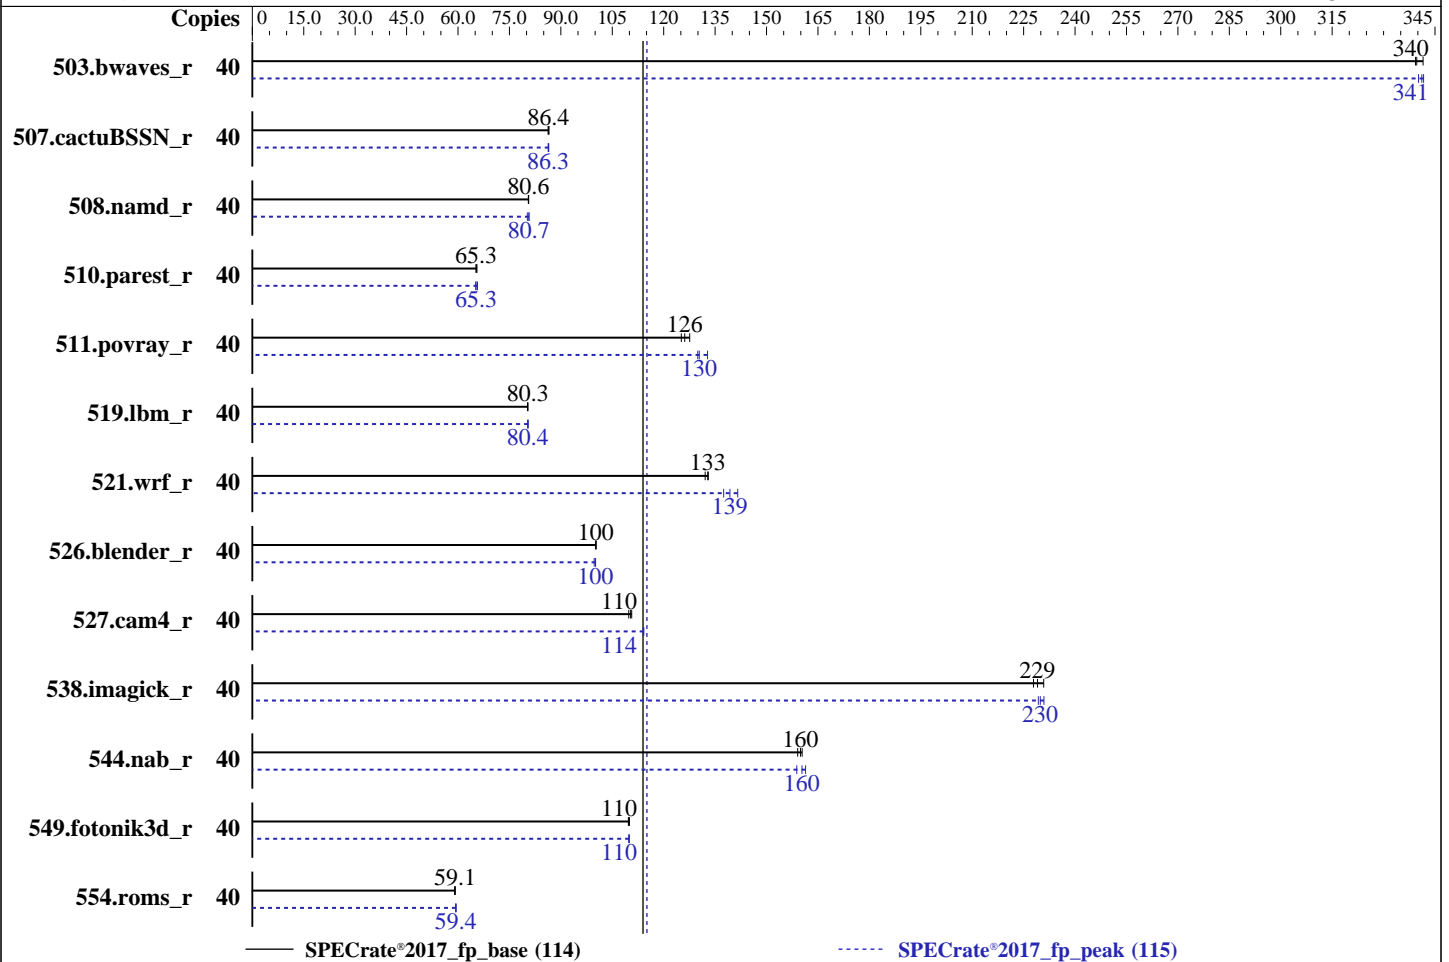 Copies 0 15.0 30.0 45.0 60.0 75.0 90.0 105 120 135 150 165 180 195 210 225 240 255 270 285 300 315 345
340
503.bwaves_r 40
341
86.4
507.cactuBSSN_r 40
86.3
80.6
508.namd_r 40
80.7
65.3
510.parest_r 40
65.3
126
511.povray_r 40
130
80.3
519.lbm_r 40
80.4
133
521.wrf_r 40
139
100
526.blender_r 40
100
110
527.cam4_r 40
114
229
538.imagick_r 40
230
160
544.nab_r 40
160
110
549.fotonik3d_r 40
110
59.1
554.roms_r 40
59.4
SPECrate®2017_fp_base (114) SPECrate®2017_fp_peak (115)